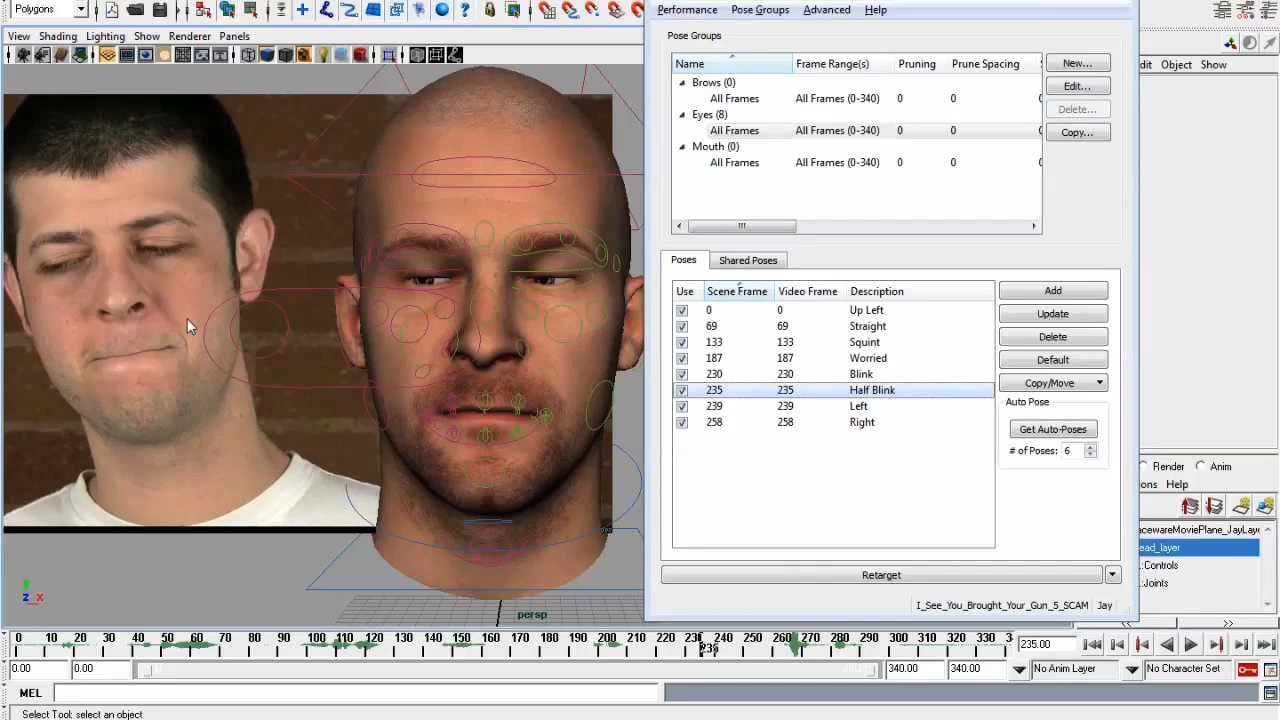 Polygons
View Shading Lighting Show Renderer Panels
Performance Pose Groups Advanced Help
Pose Groups
Name Frame Range(s) Pruning Prune Spacing
New...
Brows (0)
Edit...
All Frames All Frames (0-340) 0 0
Delete...
Eyes (8)
All Frames All Frames (0-340) 0 0
Copy...
Mouth (0)
All Frames All Frames (0-340) 0 0
dit Object Show
Poses Shared Poses
Use Scene Frame Video Frame Description
Add
0 0 Up Left
Update
69 69 Straight
133 133 Squint
Delete
187 187 Worried
Default
230 230 Blink
Copy/Move
235 235 Half Blink
Auto Pose
239 239 Left
258 258 Right
Get Auto-Poses
# of Poses: 6
Render Anim
ons Help
acewareMoviePlane_JayLaye
ead_layer
:Controls
:Joints
Retarget
I_See_You_Brought_Your_Gun_5_SCAM Jay
z x
persp
0 10 20 30 40 50 60 70 80 90 100 110 120 130 140 150 160 170 180 190 200 210 220 230 240 250 260 270 280 290 300 310 320 330 3
235.00
0.00 0.00 340.00 340.00 No Anim Layer No Character Set
MEL
Select Tool: select an object